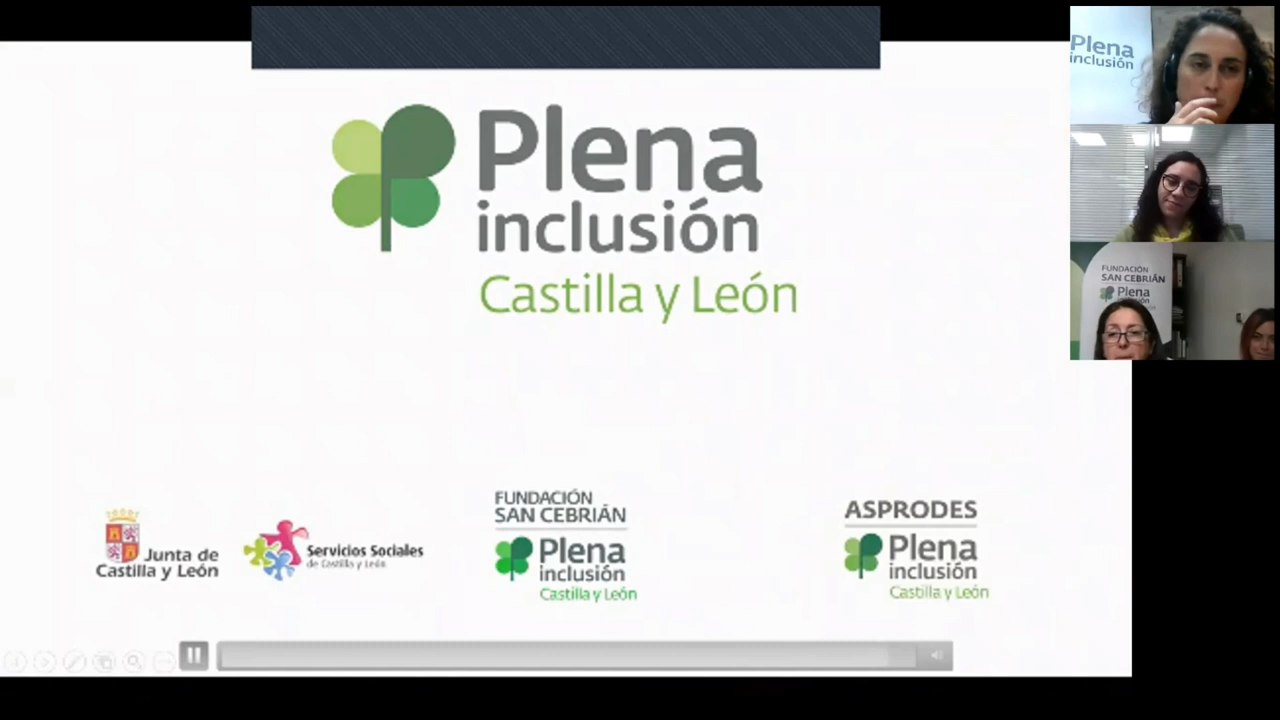 Plena
inclusión
Castilla y León
Junta de
Castilla y León
Servicios Sociales
de Castilla y León
FUNDACIÓN
SAN CEBRIÁN
Plena
inclusión
Castilla y León
ASPRODES
Plena
inclusión
Castilla y León
Plena
inclusión
FUNDACIÓN
SAN CEBRIÁN
Plena